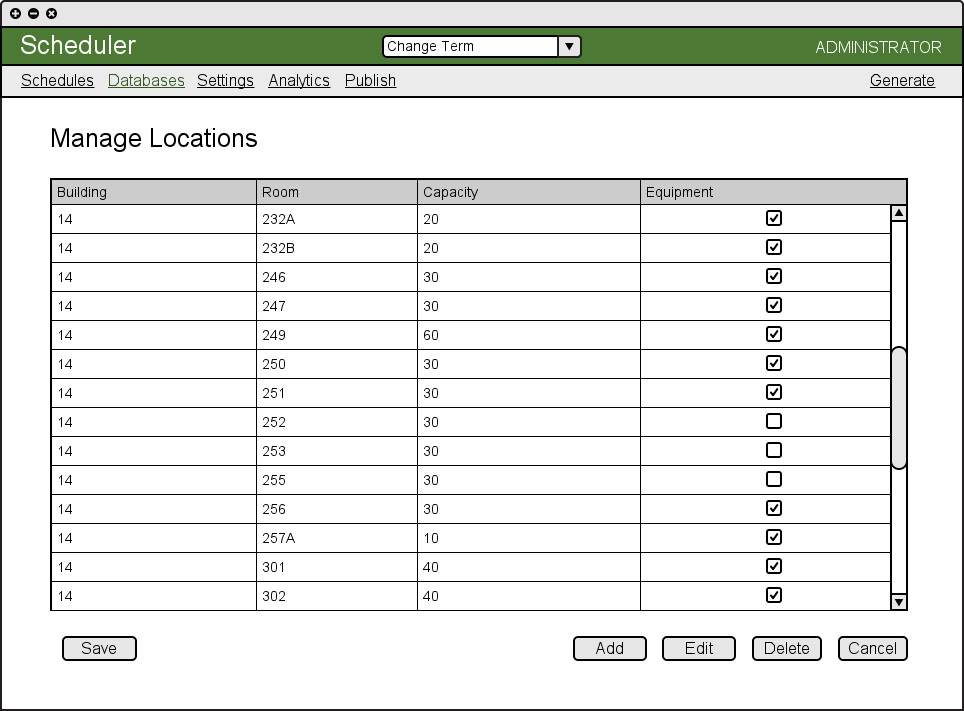 Scheduler Change Term ADMINISTRATOR
Schedules Databases Settings Analytics Publish Generate
Manage Locations
Building Room Capacity Equipment
14 232A 20
14 232B 20
14 246 30
14 247 30
14 249 60
14 250 30
14 251 30
14 252 30
14 253 30
14 255 30
14 256 30
14 257A 10
14 301 40
14 302 40
Save Add Edit Delete Cancel